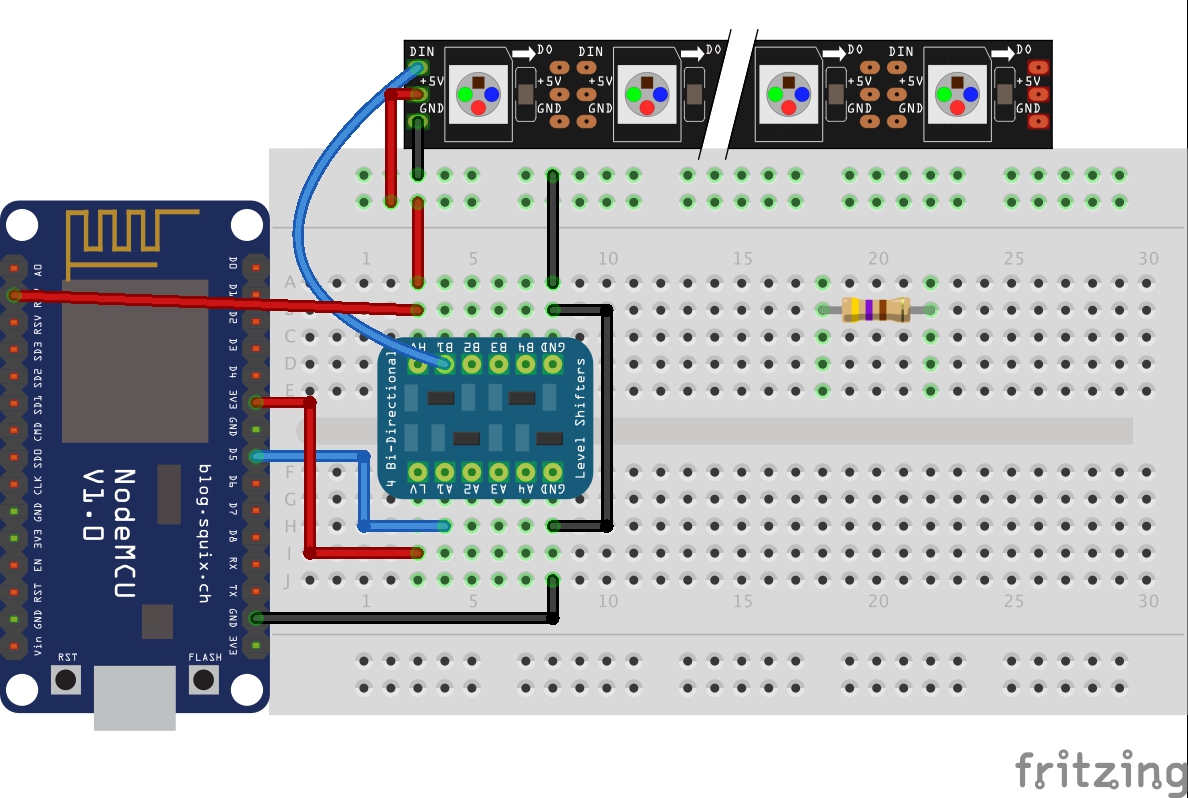 DIN DO DIN DO DO DIN DO
+5V +5V +5V +5V +5V
GND GND GND GND GND GND
1 5 10 15 20 25 30
A
C
D
E
F
G
H
I
J
1 5 10 15 20 25 30
HV B1 B2 B3 B4 GND
4 Bi-Directional
Level Shifters
LV A1 A2 A3 A4 GND
A0
RSV
SD3
SD2
SD1
CMD
SD0
CLK
GND
3V3
EN
RST
GND
Vin
D0
D1
D2
D3
D4
3V3
GND
D5
D6
D7
D8
RX
TX
GND
3V3
NodeMCU
V1.0
blog.squix.ch
RST
FLASH
fritzing